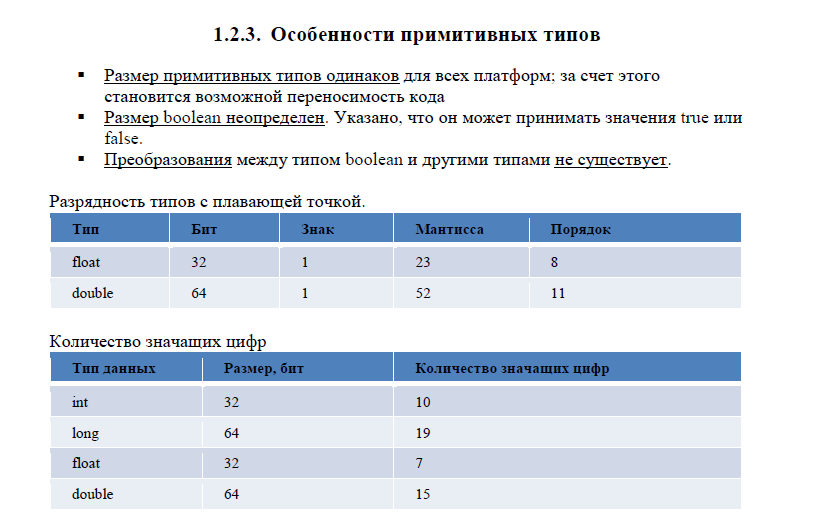 1.2.3. Особенности примитивных типов
▪ Размер примитивных типов одинаков для всех платформ; за счет этого
становится возможной переносимость кода
▪ Размер boolean неопределен. Указано, что он может принимать значения true или
false.
▪ Преобразования между типом boolean и другими типами не существует.
Разрядность типов с плавающей точкой.
Тип Бит Знак Мантисса Порядок
float 32 1 23 8
double 64 1 52 11
Количество значащих цифр
Тип данных Размер, бит Количество значащих цифр
int 32 10
long 64 19
float 32 7
double 64 15